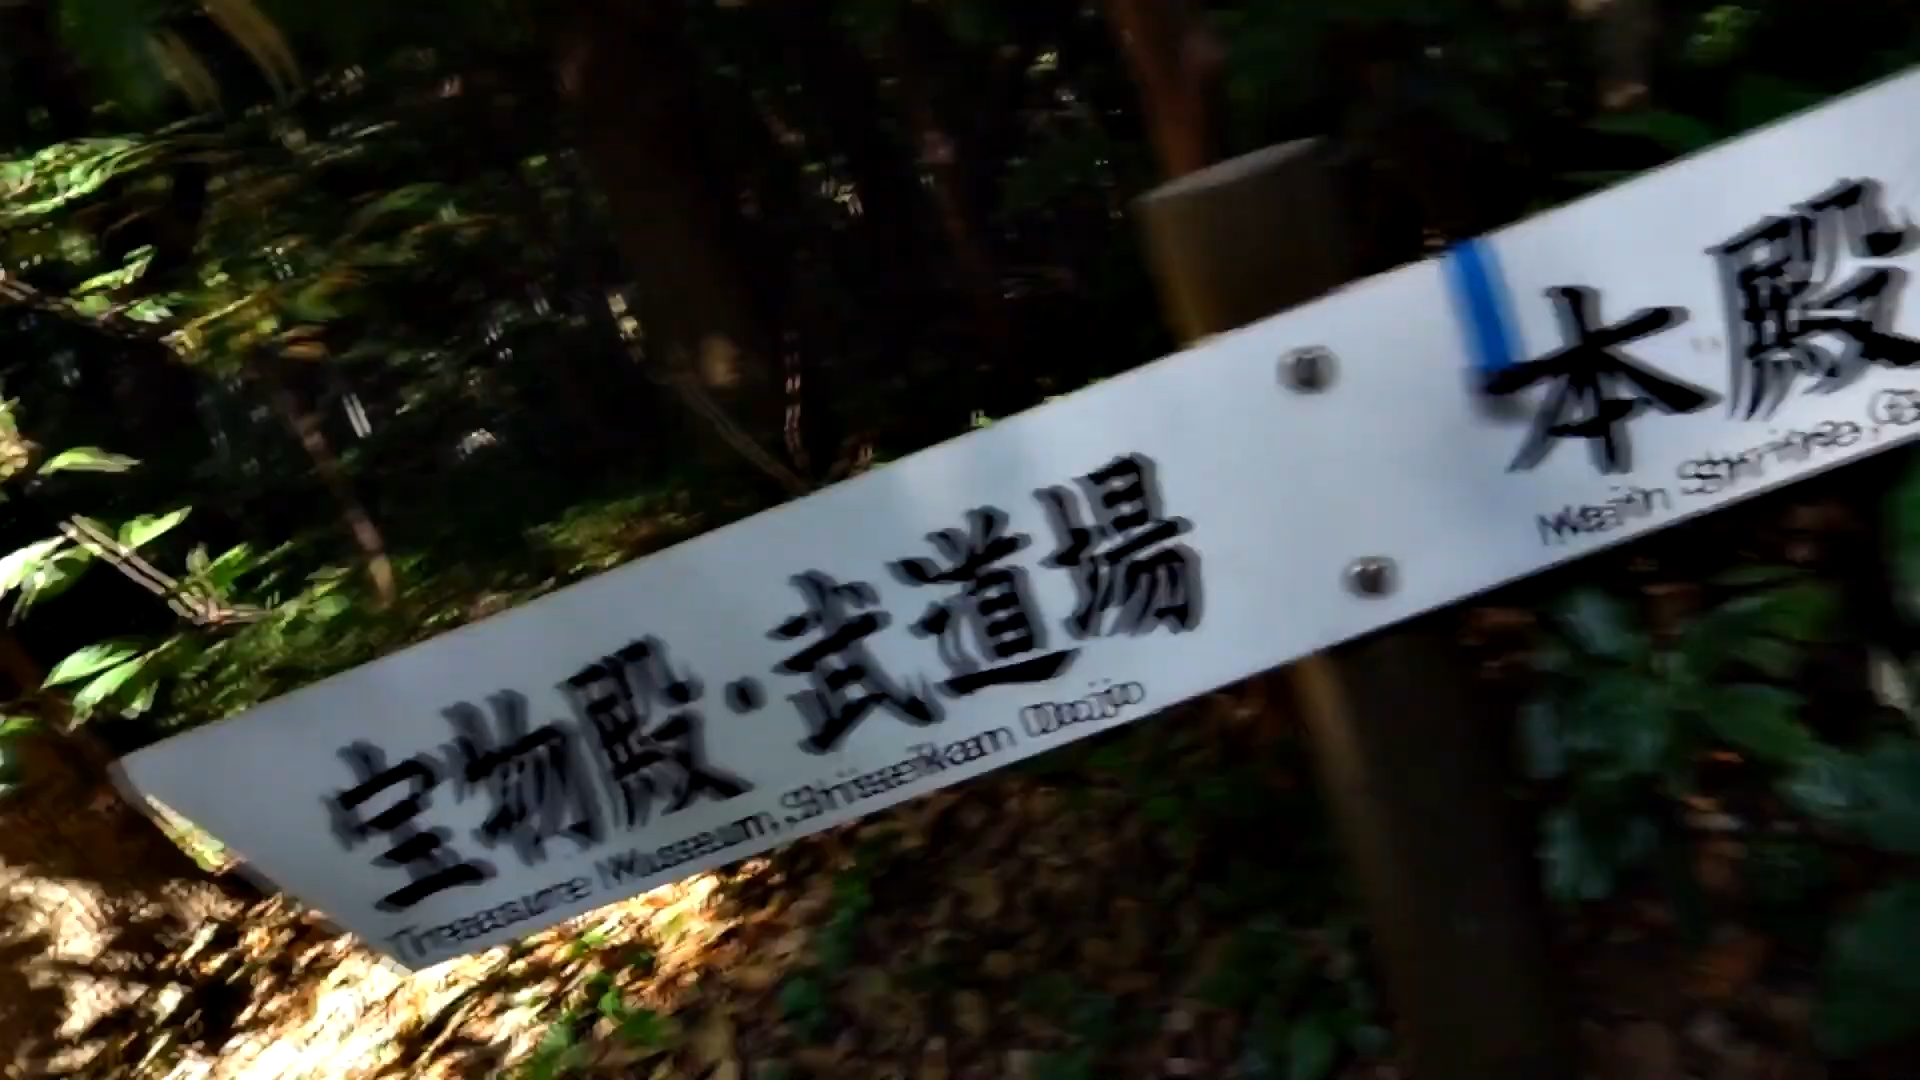 宝物殿・武道場
Treasure Museum, Shiseikan Dojo
本殿
Main Shrine,